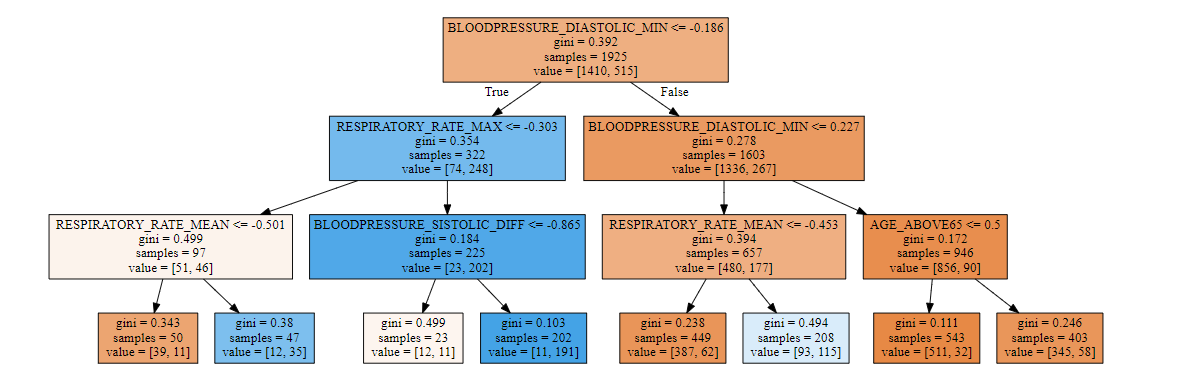 BLOODPRESSURE_DIASTOLIC_MIN <= -0.186
gini = 0.392
samples = 1925
value = [1410, 515]
True
False
RESPIRATORY_RATE_MAX <= -0.303
gini = 0.354
samples = 322
value = [74, 248]
BLOODPRESSURE_DIASTOLIC_MIN <= 0.227
gini = 0.278
samples = 1603
value = [1336, 267]
RESPIRATORY_RATE_MEAN <= -0.501
gini = 0.499
samples = 97
value = [51, 46]
BLOODPRESSURE_SISTOLIC_DIFF <= -0.865
gini = 0.184
samples = 225
value = [23, 202]
RESPIRATORY_RATE_MEAN <= -0.453
gini = 0.394
samples = 657
value = [480, 177]
AGE_ABOVE65 <= 0.5
gini = 0.172
samples = 946
value = [856, 90]
gini = 0.343
samples = 50
value = [39, 11]
gini = 0.38
samples = 47
value = [12, 35]
gini = 0.499
samples = 23
value = [12, 11]
gini = 0.103
samples = 202
value = [11, 191]
gini = 0.238
samples = 449
value = [387, 62]
gini = 0.494
samples = 208
value = [93, 115]
gini = 0.111
samples = 543
value = [511, 32]
gini = 0.246
samples = 403
value = [345, 58]